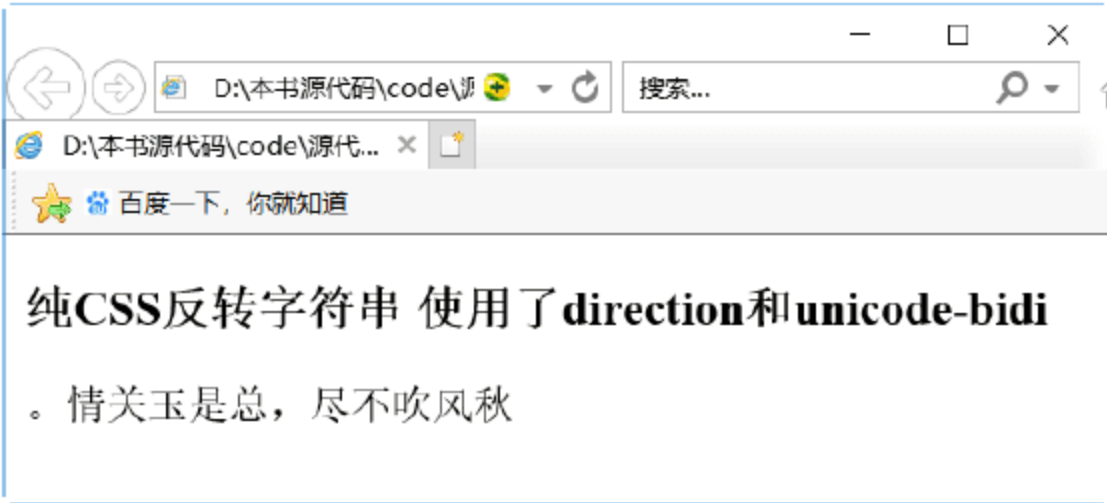 D:\本书源代码\code\源
搜索...
D:\本书源代码\code\源代...
百度一下，你就知道
纯CSS反转字符串 使用了direction和unicode-bidi
。情关玉是总，尽不吹风秋